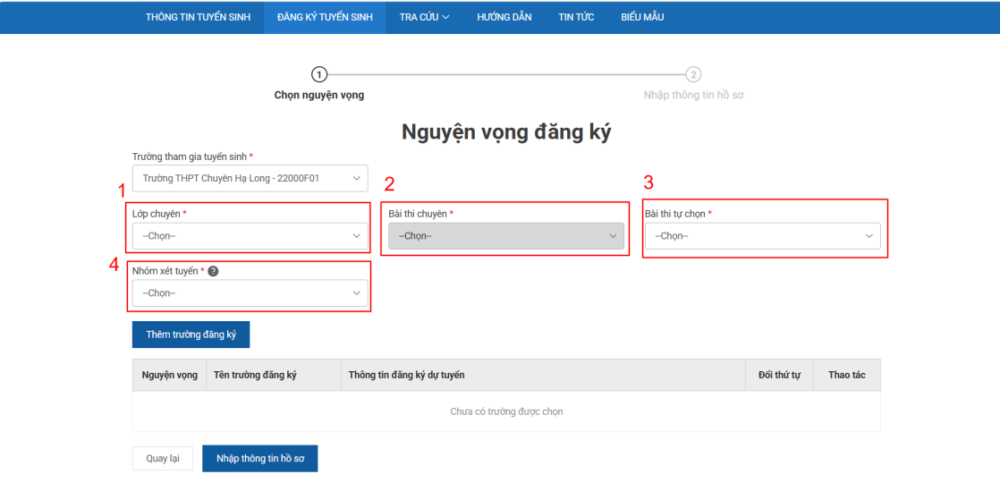 THÔNG TIN TUYỂN SINH ĐĂNG KÝ TUYỂN SINH TRA CỨU HƯỚNG DẪN TIN TỨC BIỂU MẪU
1 2
Chọn nguyện vọng Nhập thông tin hồ sơ
Nguyện vọng đăng ký
Trường tham gia tuyển sinh *
Trường THPT Chuyên Hạ Long - 22000F01
1 2 3
Lớp chuyên * Bài thi chuyên * Bài thi tự chọn *
--Chọn-- --Chọn-- --Chọn--
4 Nhóm xét tuyển * ?
--Chọn--
Thêm trường đăng ký
Nguyện vọng Tên trường đăng ký Thông tin đăng ký dự tuyển Đổi thứ tự Thao tác
Chưa có trường được chọn
Quay lại Nhập thông tin hồ sơ